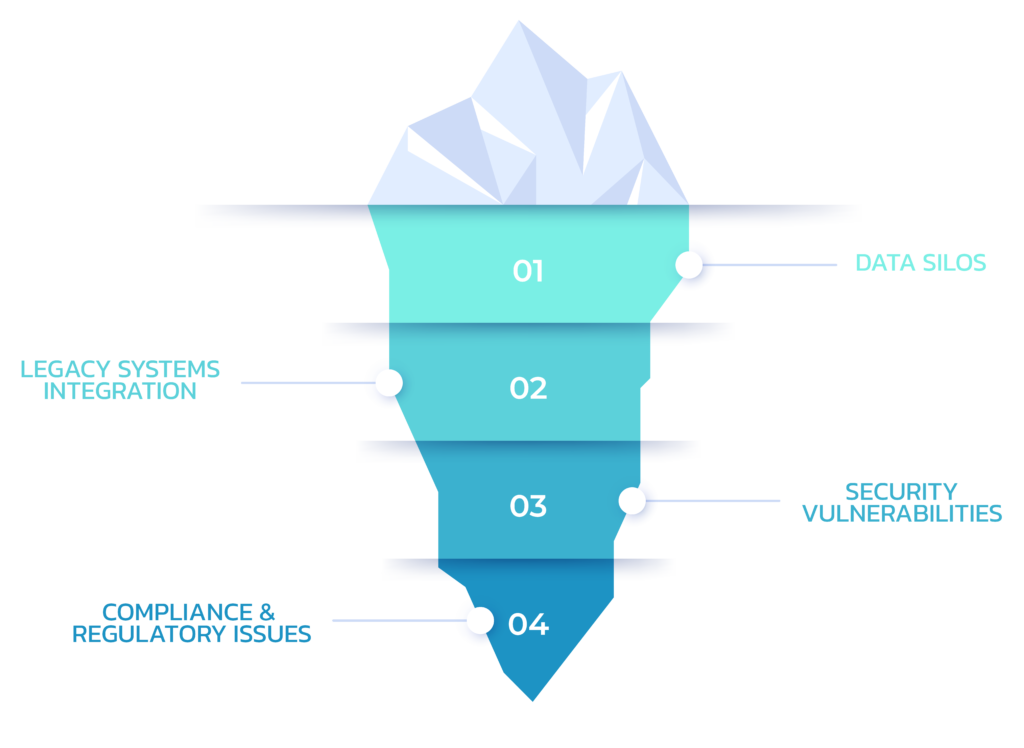 01
DATA SILOS
LEGACY SYSTEMS
INTEGRATION
02
03
SECURITY
VULNERABILITIES
COMPLIANCE &
REGULATORY ISSUES
04